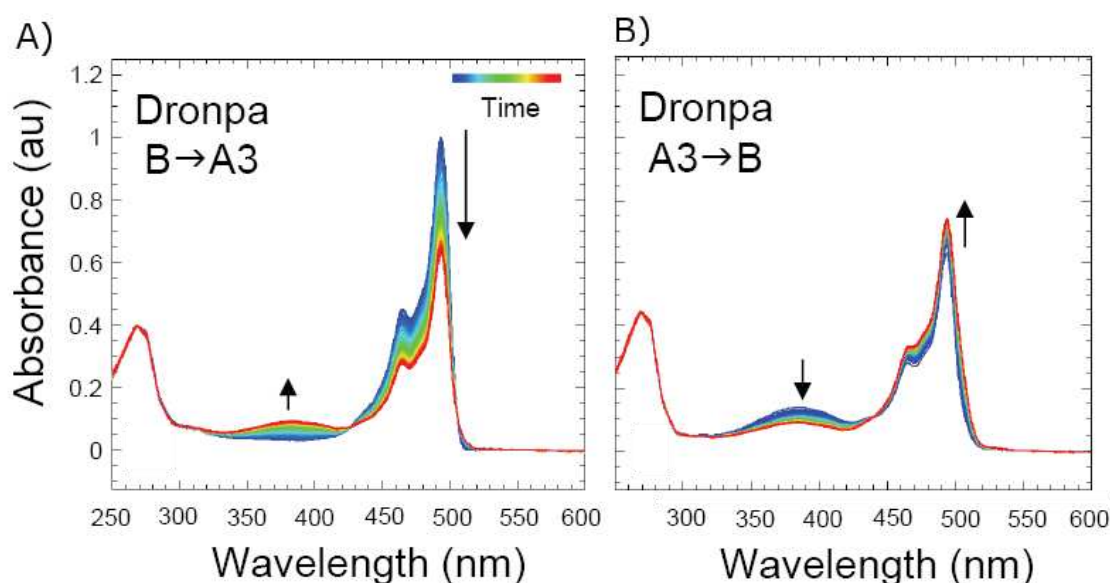 A)
B)
Time
Dronpa
B→A3
Dronpa
A3→B
Absorbance (au)
1.2
1
0.8
0.6
0.4
0.2
0
250 300 350 400 450 500 550 600
300 350 400 450 500 550 600
Wavelength (nm)
Wavelength (nm)